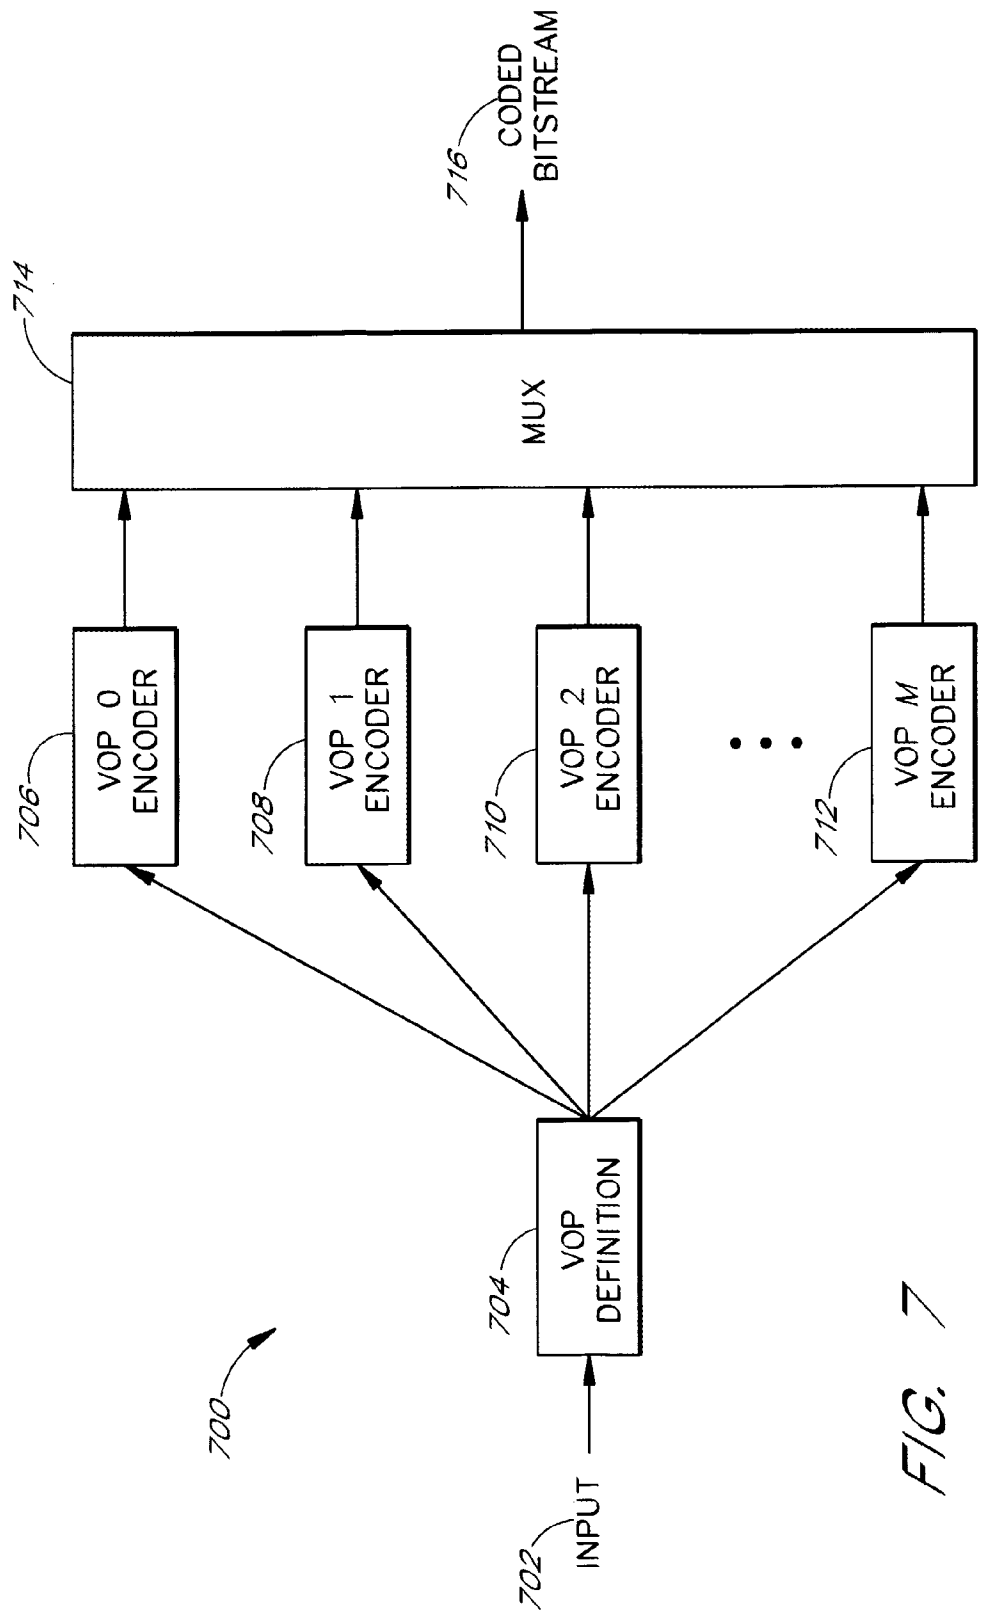 700
702
INPUT
704
VOP
DEFINITION
706
VOP 0
ENCODER
708
VOP 1
ENCODER
710
VOP 2
ENCODER
712
VOP M
ENCODER
714
MUX
716
CODED
BITSTREAM
FIG. 7